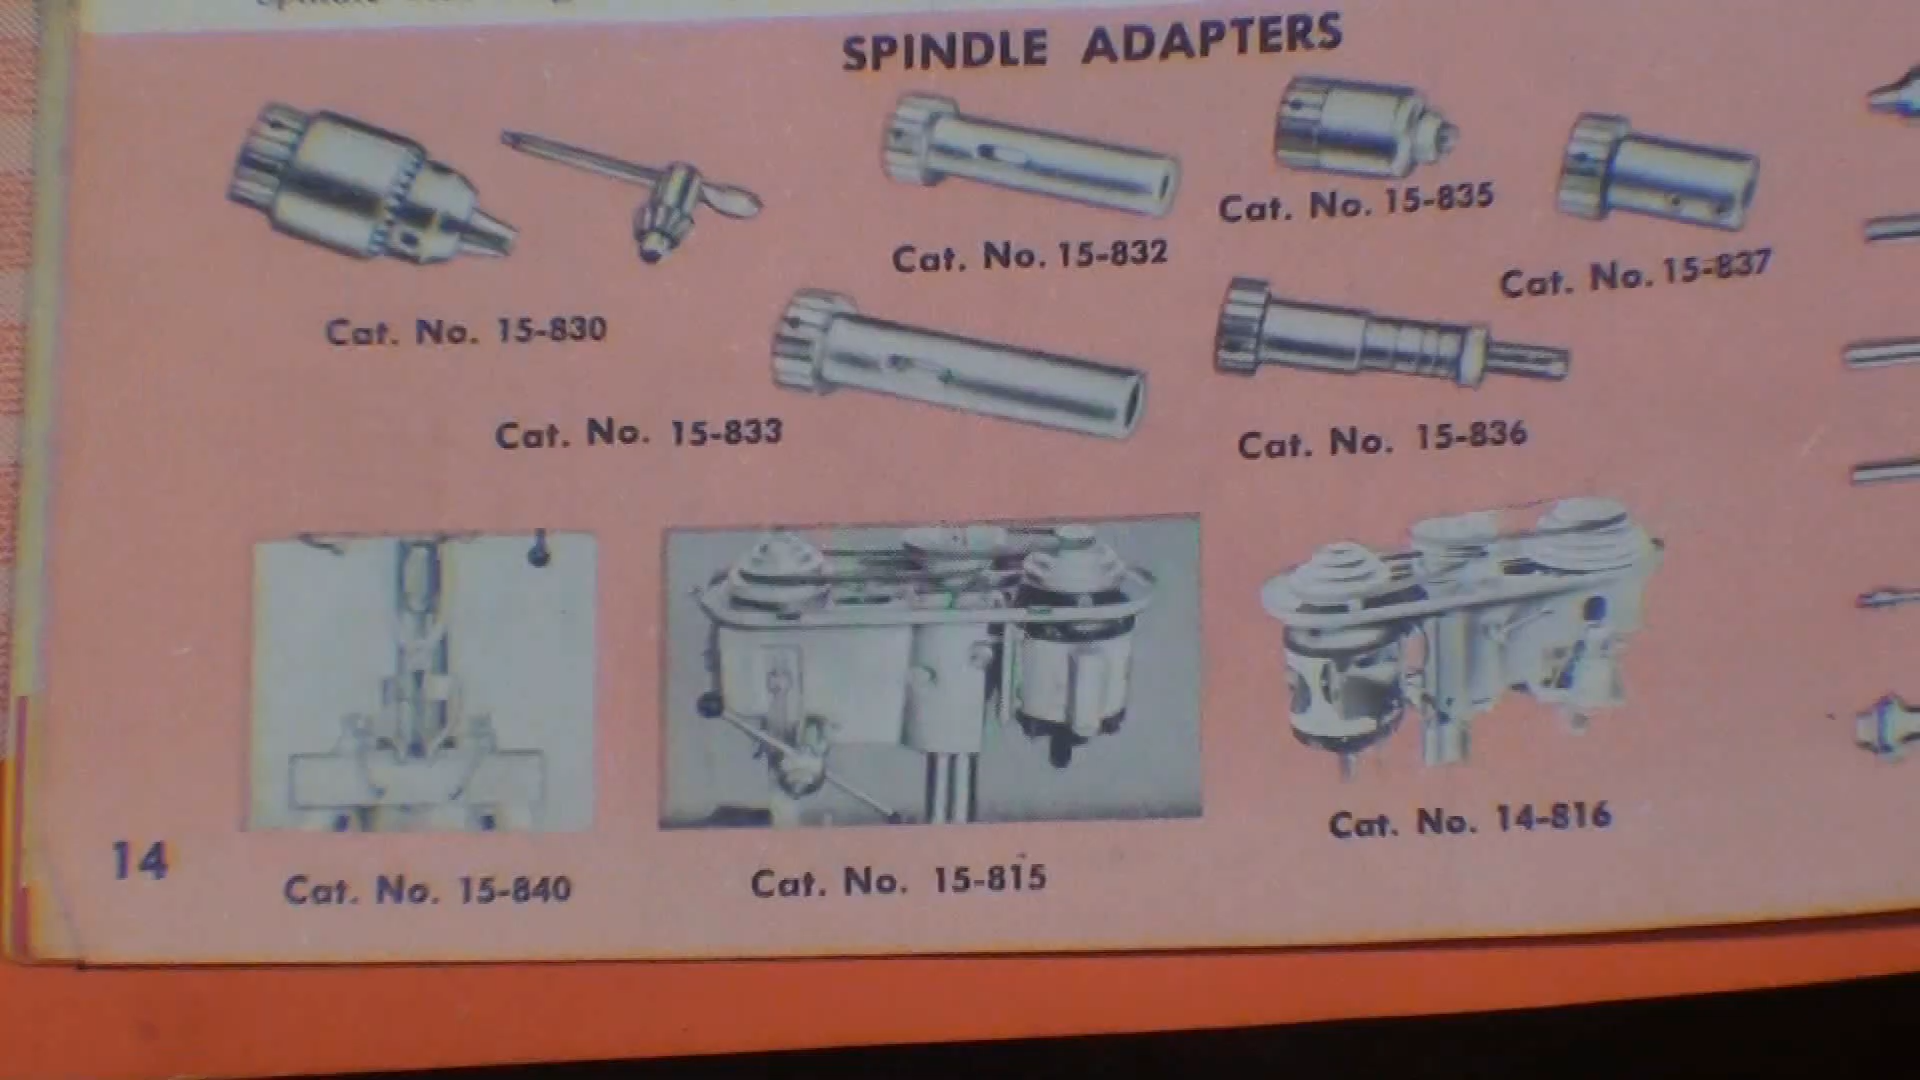 SPINDLE ADAPTERS
Cat. No. 15-835
Cat. No. 15-832
Cat. No. 15-837
Cat. No. 15-830
Cat. No. 15-833
Cat. No. 15-836
Cat. No. 14-816
14
Cat. No. 15-840
Cat. No. 15-815